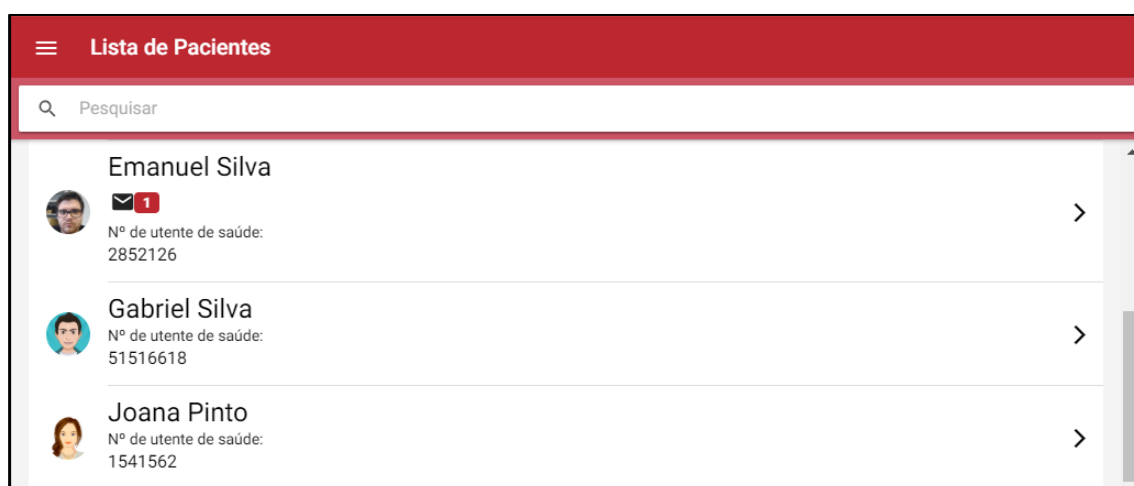 Lista de Pacientes
Pesquisar
Emanuel Silva
1
Nº de utente de saúde:
2852126
Gabriel Silva
Nº de utente de saúde:
51516618
Joana Pinto
Nº de utente de saúde:
1541562